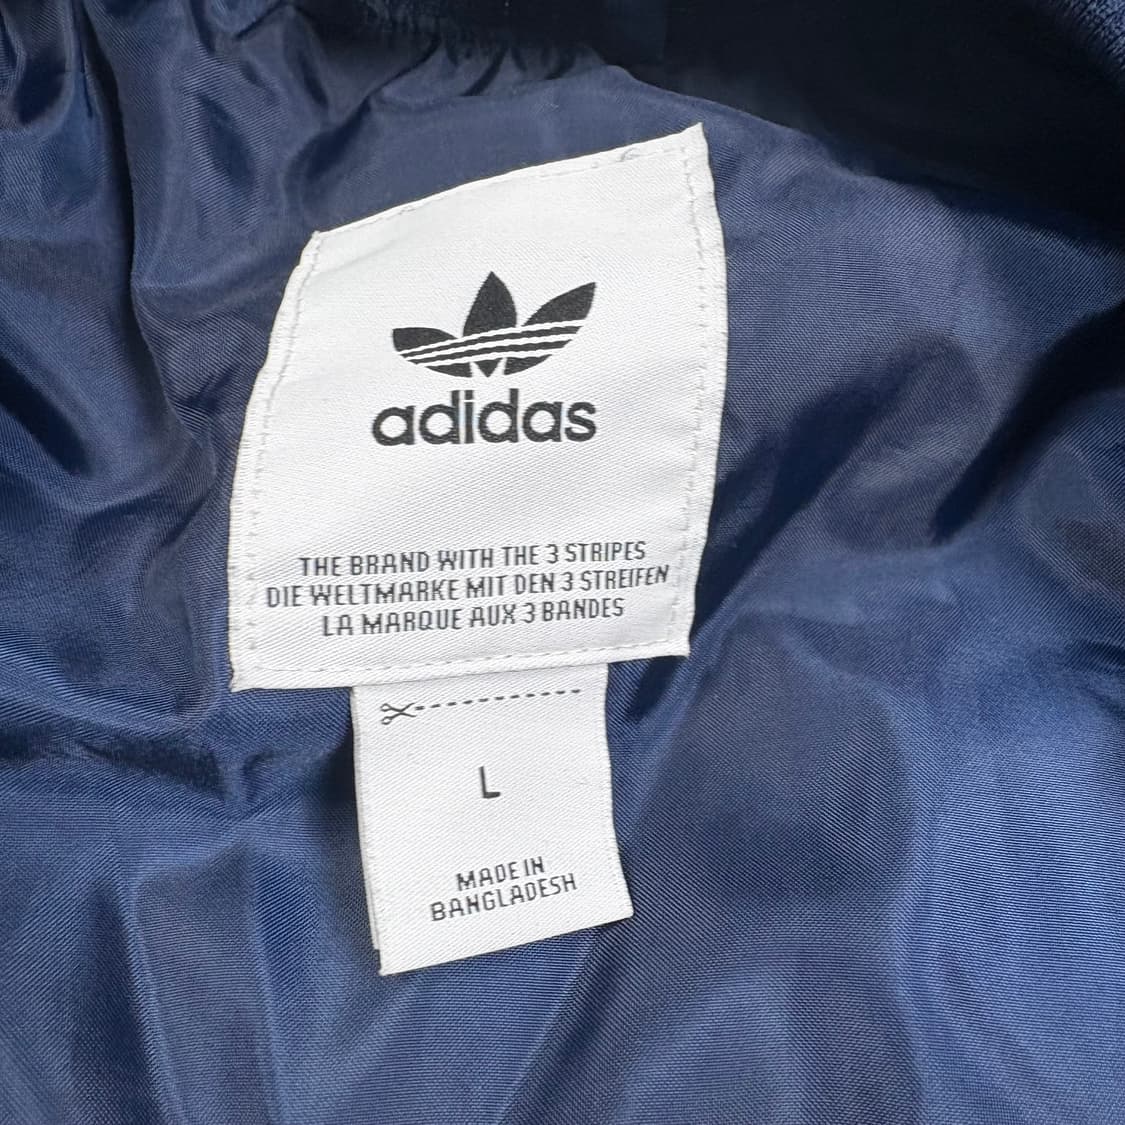 adidas
THE BRAND WITH THE 3 STRIPES
DIE WELTMARKE MIT DEN 3 STREIFEN
LA MARQUE AUX 3 BANDES
L
MADE IN
BANGLADESH